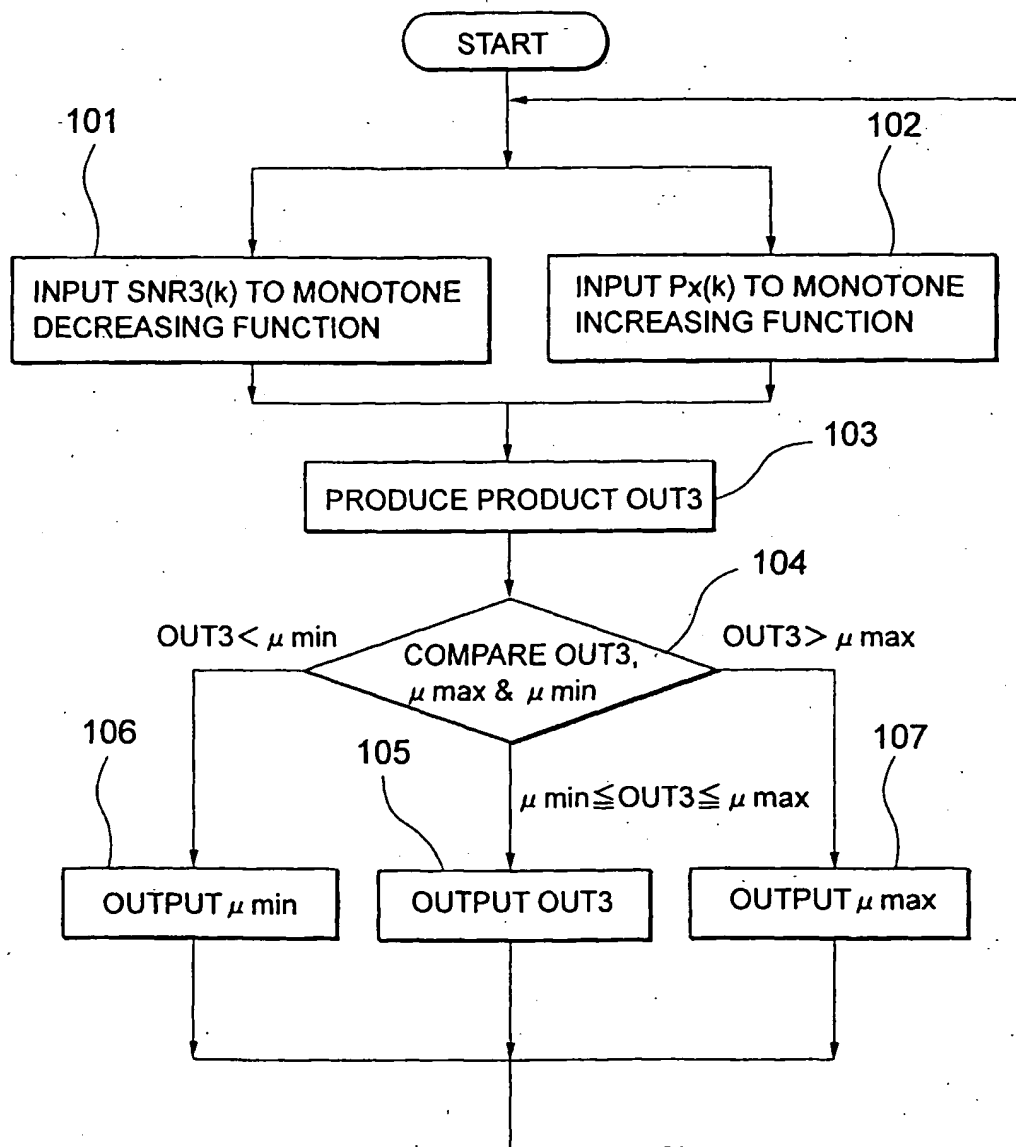 START
101
102
INPUT SNR3(k) TO MONOTONE
DECREASING FUNCTION
INPUT Px(k) TO MONOTONE
INCREASING FUNCTION
103
PRODUCE PRODUCT OUT3
104
OUT3< μ min
OUT3> μ max
COMPARE OUT3,
μ max & μ min
106
105
107
μ min≦OUT3≦ μ max
OUTPUT μ min
OUTPUT OUT3
OUTPUT μ max